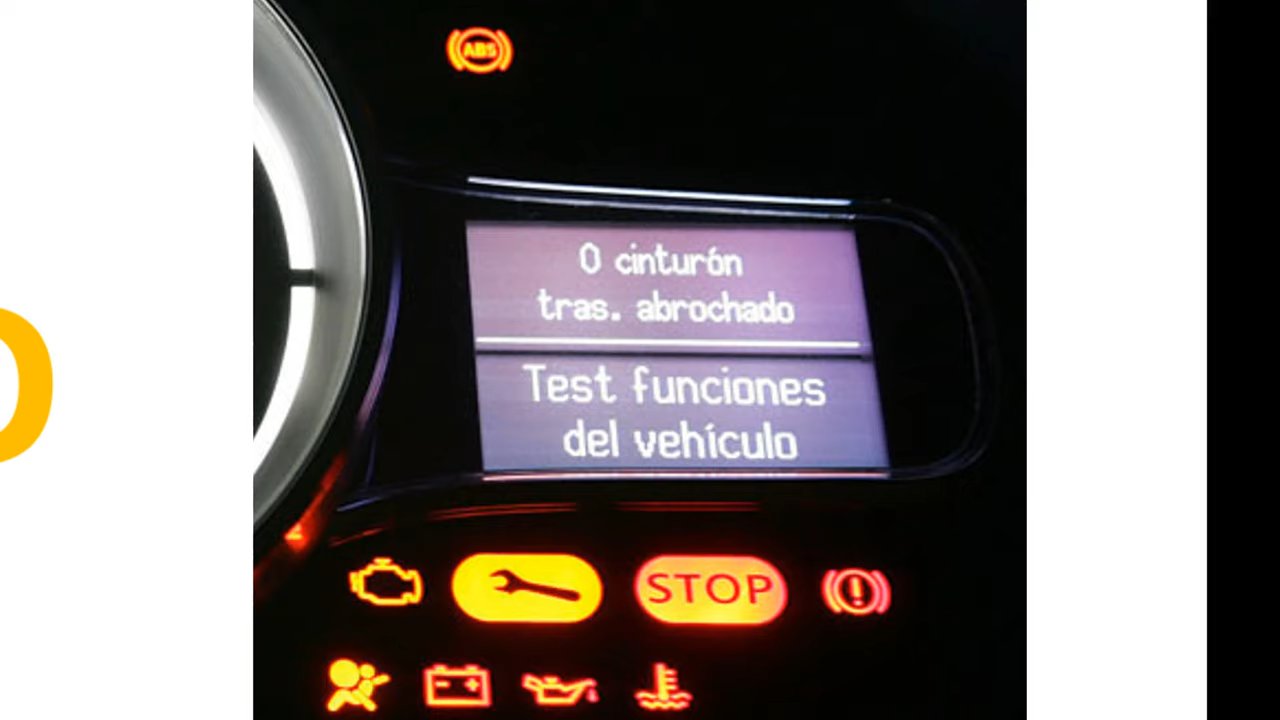 ABS
0 cinturón
tras. abrochado
Test funciones
del vehículo
STOP